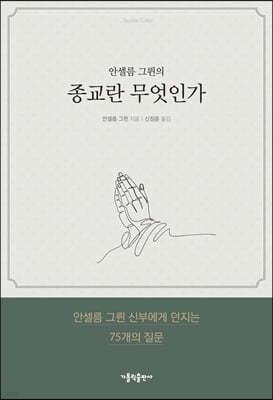 안셀름 그륀의
종교란 무엇인가
안셀름 그륀 지음 | 신정훈 옮김
안셀름 그륀 신부에게 던지는
75개의 질문
가톨릭출판사